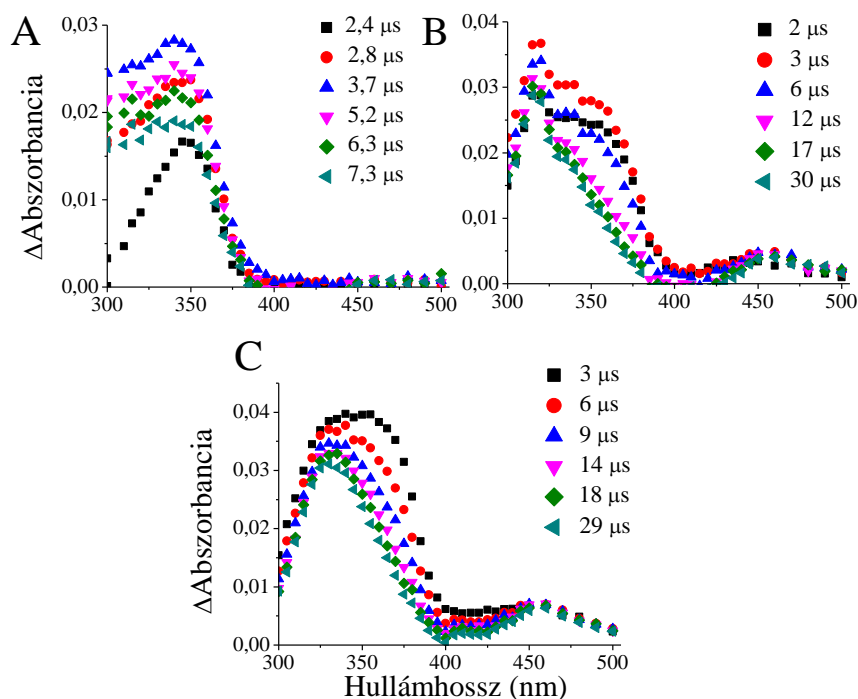 A
0,03
0,02
0,01
0,00
300 350 400 450 500
ΔAbszorbancia
2,4 μs
2,8 μs
3,7 μs
5,2 μs
6,3 μs
7,3 μs
B
0,04
0,03
0,02
0,01
0,00
300 350 400 450 500
2 μs
3 μs
6 μs
12 μs
17 μs
30 μs
C
0,04
0,03
0,02
0,01
0,00
300 350 400 450 500
ΔAbszorbancia
Hullámhossz (nm)
3 μs
6 μs
9 μs
14 μs
18 μs
29 μs